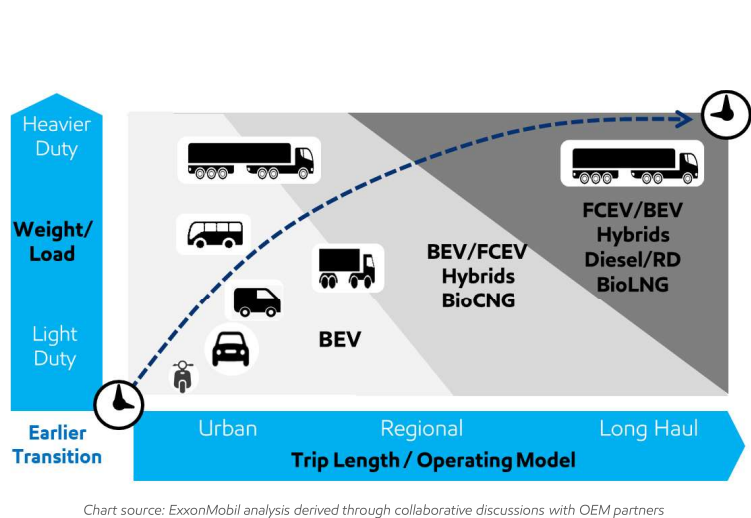 Heavier
Duty
Weight/
Load
Light
Duty
Earlier
Transition
BEV
BEV/FCEV
Hybrids
BioCNG
FCEV/BEV
Hybrids
Diesel/RD
BioLNG
Urban
Regional
Long Haul
Trip Length / Operating Model
Chart source: ExxonMobil analysis derived through collaborative discussions with OEM partners